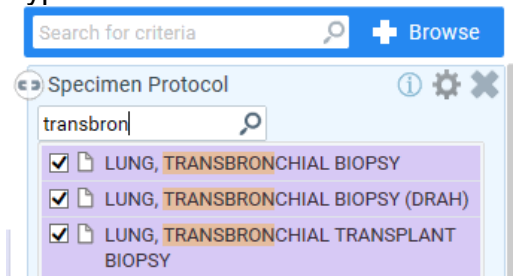 Search for criteria
Browse
Specimen Protocol
transbron
LUNG, TRANSBRONCHIAL BIOPSY
LUNG, TRANSBRONCHIAL BIOPSY (DRAH)
LUNG, TRANSBRONCHIAL TRANSPLANT
BIOPSY